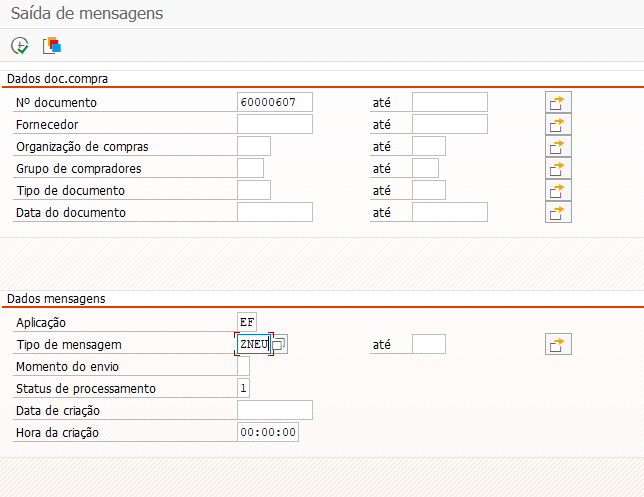 Saída de mensagens
Dados doc.compra
Nº documento 60000607 até
Fornecedor até
Organização de compras até
Grupo de compradores até
Tipo de documento até
Data do documento até
Dados mensagens
Aplicação EF
Tipo de mensagem ZNEU até
Momento do envio
Status de processamento 1
Data de criação
Hora da criação 00:00:00